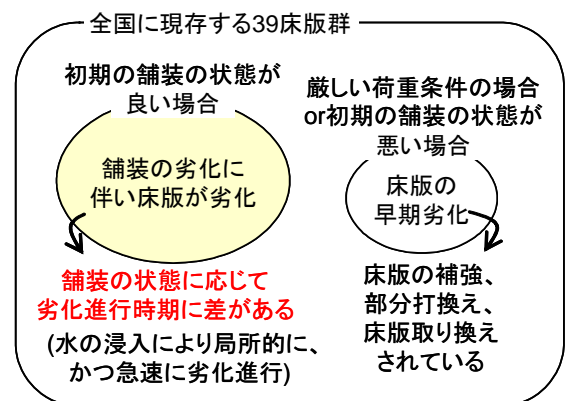 全国に現存する39床版群
初期の舗装の状態が
良い場合
舗装の劣化に
伴い床版が劣化
舗装の状態に応じて
劣化進行時期に差がある
(水の浸入により局所的に、
かつ急速に劣化進行)
厳しい荷重条件の場合
or初期の舗装の状態が
悪い場合
床版の
早期劣化
床版の補強、
部分打換え、
床版取り換え
されている